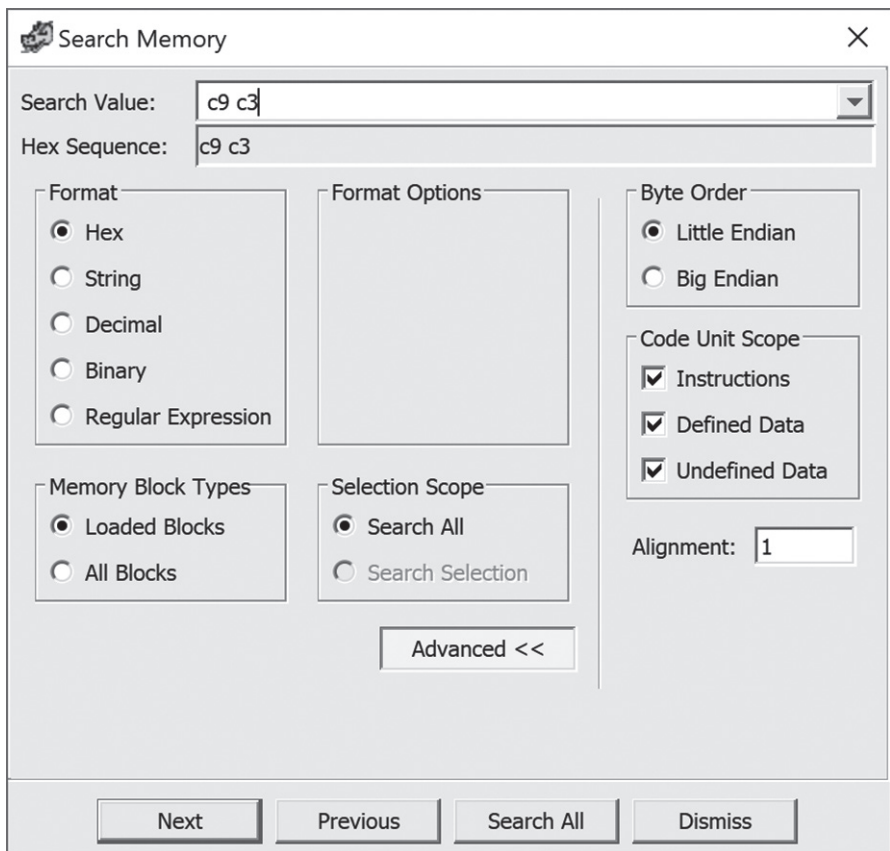 Search Memory
Search Value: c9 c3
Hex Sequence: c9 c3
Format
Hex
String
Decimal
Binary
Regular Expression
Format Options
Byte Order
Little Endian
Big Endian
Code Unit Scope
Instructions
Defined Data
Undefined Data
Memory Block Types
Loaded Blocks
All Blocks
Selection Scope
Search All
Search Selection
Alignment: 1
Advanced <<
Next Previous Search All Dismiss